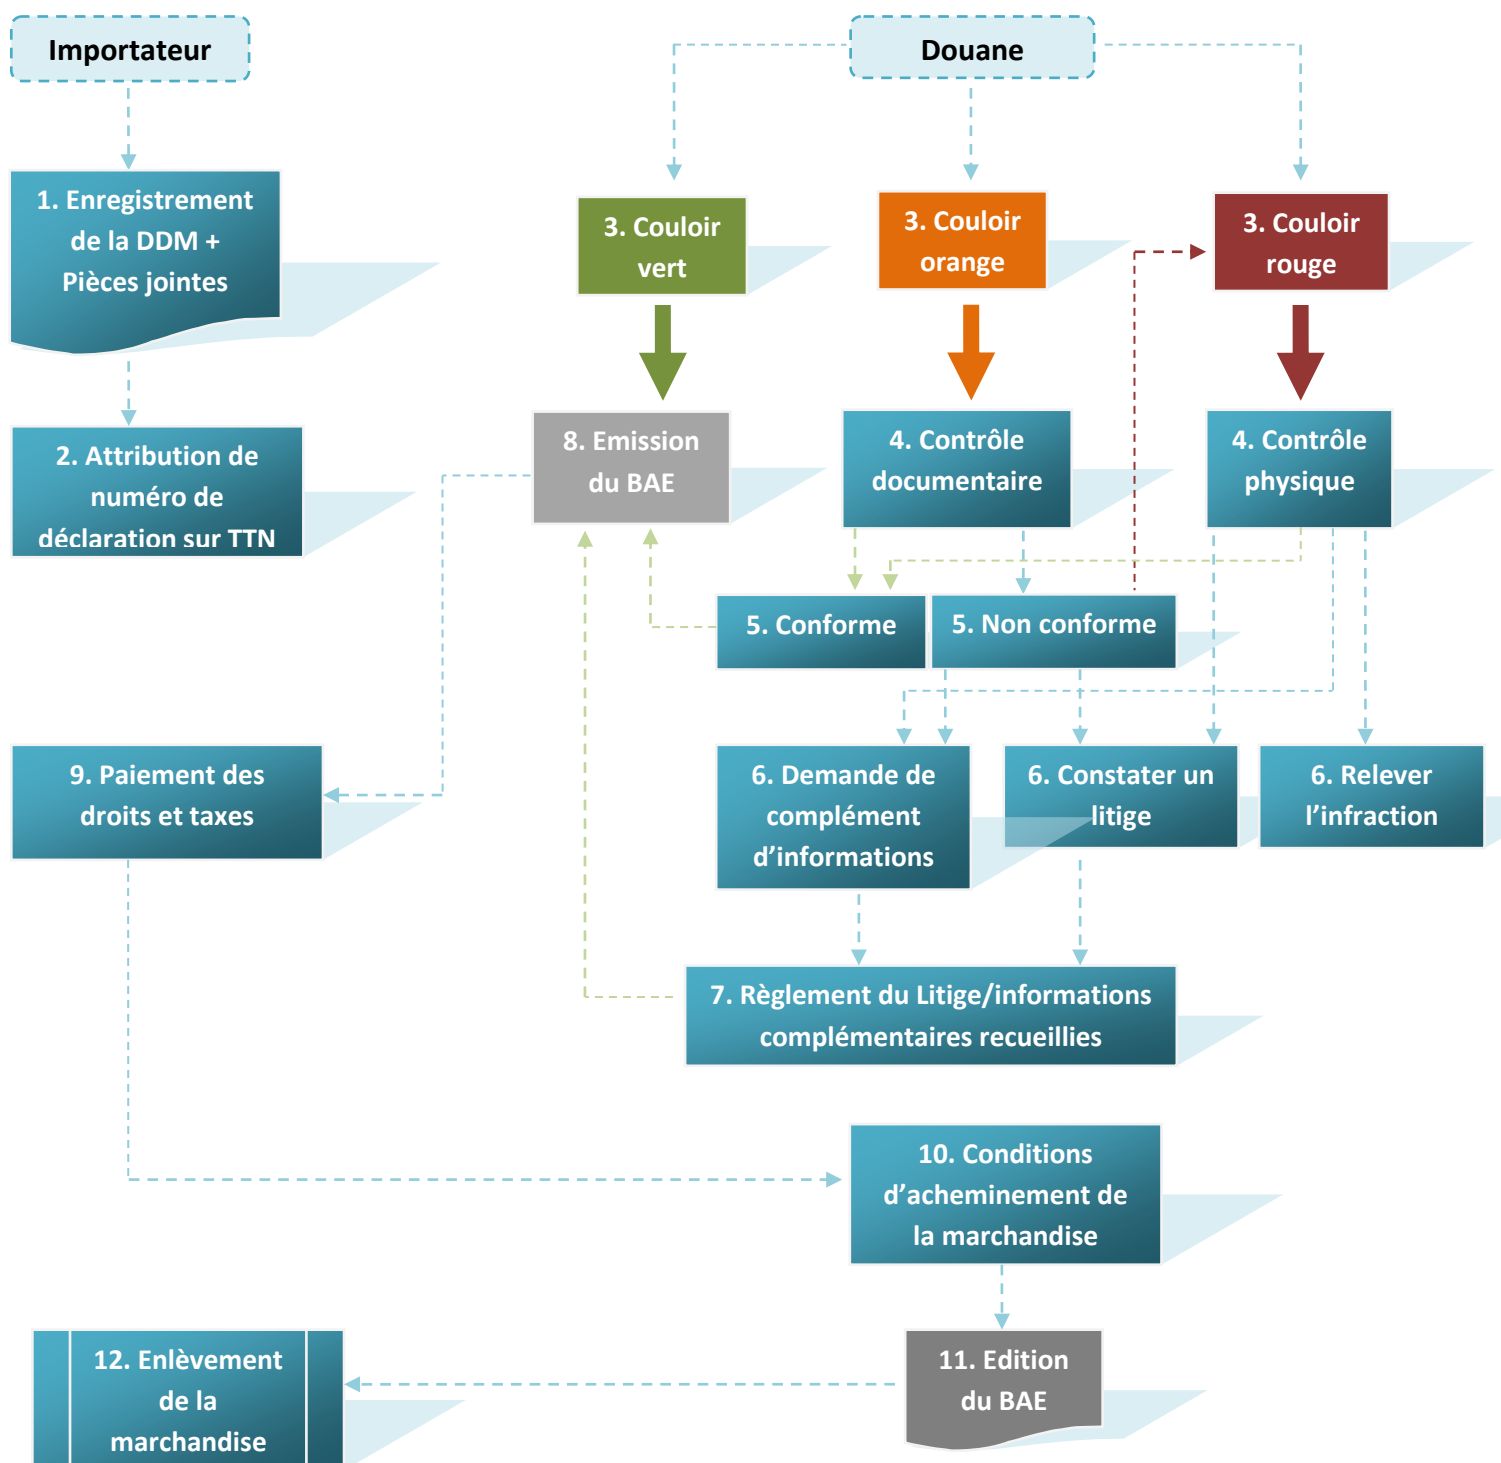 Importateur
Douane
1. Enregistrement
de la DDM +
Pièces jointes
3. Couloir
vert
3. Couloir
orange
3. Couloir
rouge
2. Attribution de
numéro de
déclaration sur TTN
8. Emission
du BAE
4. Contrôle
documentaire
4. Contrôle
physique
5. Conforme
5. Non conforme
9. Paiement des
droits et taxes
6. Demande de
complément
d’informations
6. Constater un
litige
6. Relever
l’infraction
7. Règlement du Litige/informations
complémentaires recueillies
10. Conditions
d’acheminement de
la marchandise
12. Enlèvement
de la
marchandise
11. Edition
du BAE